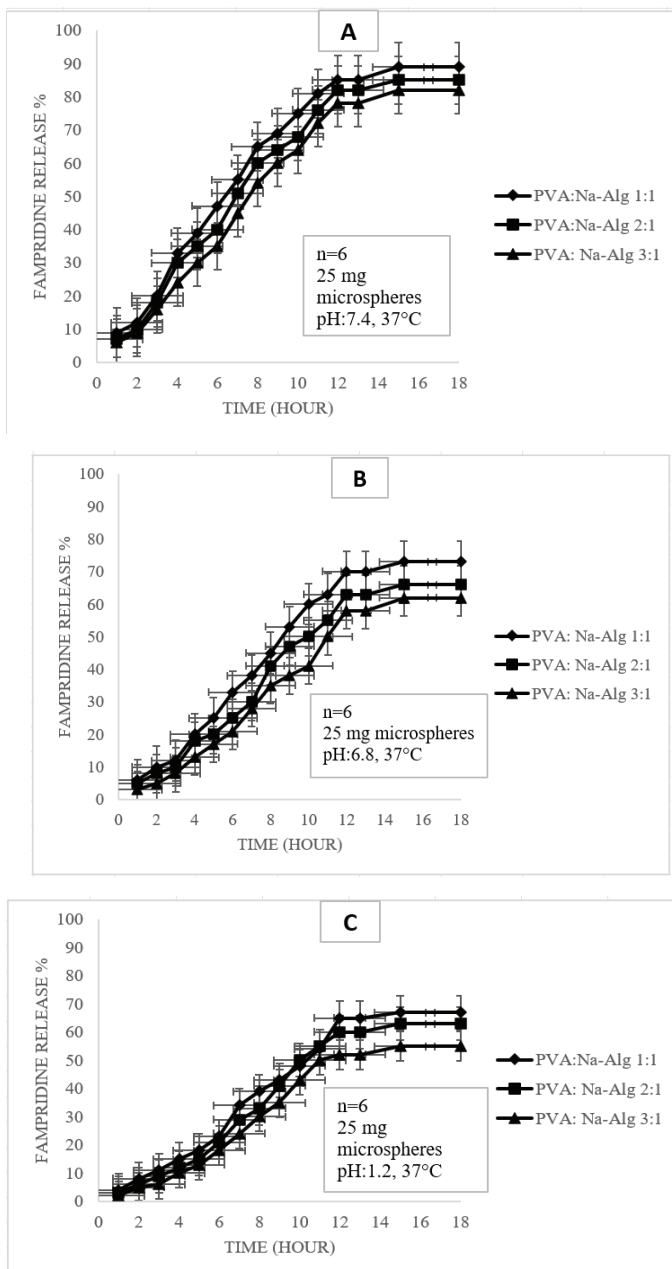 A
FAMPRIDINE RELEASE %
100
90
80
70
60
50
40
30
20
10
0
0 2 4 6 8 10 12 14 16 18
TIME (HOUR)
n=6
25 mg
microspheres
pH:7.4, 37°C
PVA:Na-Alg 1:1
PVA:Na-Alg 2:1
PVA: Na-Alg 3:1
B
FAMPRIDINE RELEASE %
100
90
80
70
60
50
40
30
20
10
0
0 2 4 6 8 10 12 14 16 18
TIME (HOUR)
n=6
25 mg microspheres
pH:6.8, 37°C
PVA: Na-Alg 1:1
PVA: Na-Alg 2:1
PVA: Na-Alg 3:1
C
FAMPRIDINE RELEASE %
100
90
80
70
60
50
40
30
20
10
0
0 2 4 6 8 10 12 14 16 18
TIME (HOUR)
n=6
25 mg
microspheres
pH:1.2, 37°C
PVA:Na-Alg 1:1
PVA: Na-Alg 2:1
PVA: Na-Alg 3:1